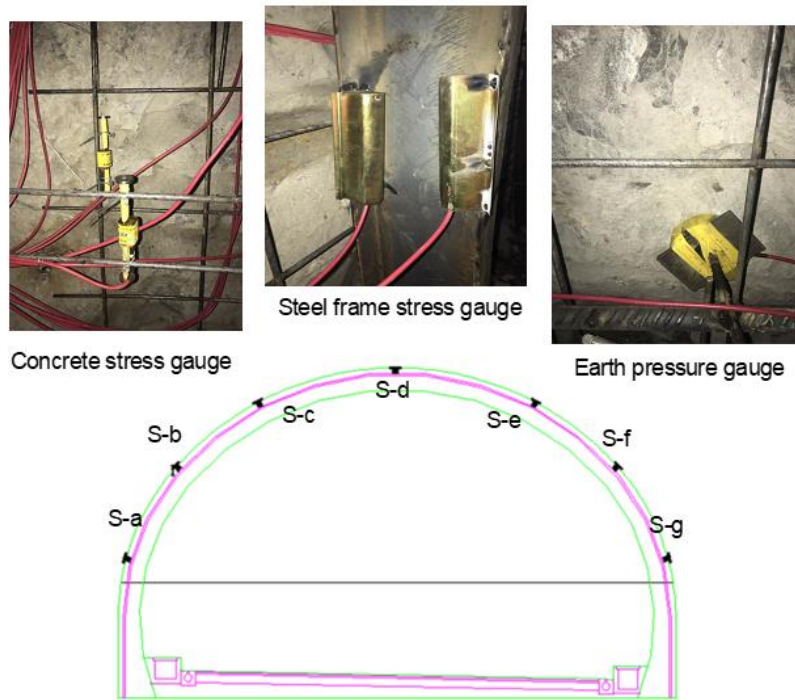 Steel frame stress gauge
Concrete stress gauge
Earth pressure gauge
S-d
S-c
S-e
S-b
S-f
S-a
S-g